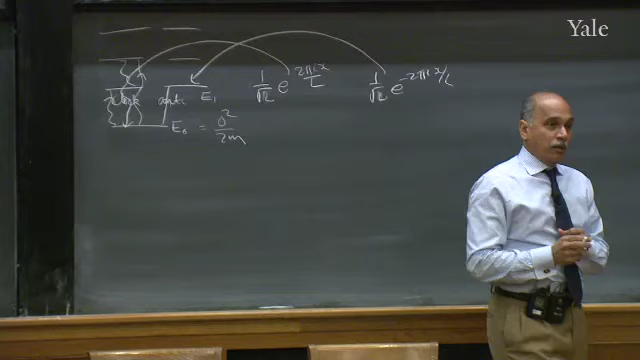 Yale
1/√L e^{2πix/L} 1/√L e^{-2πix/L}
E₁
E₀ = 0²/2m